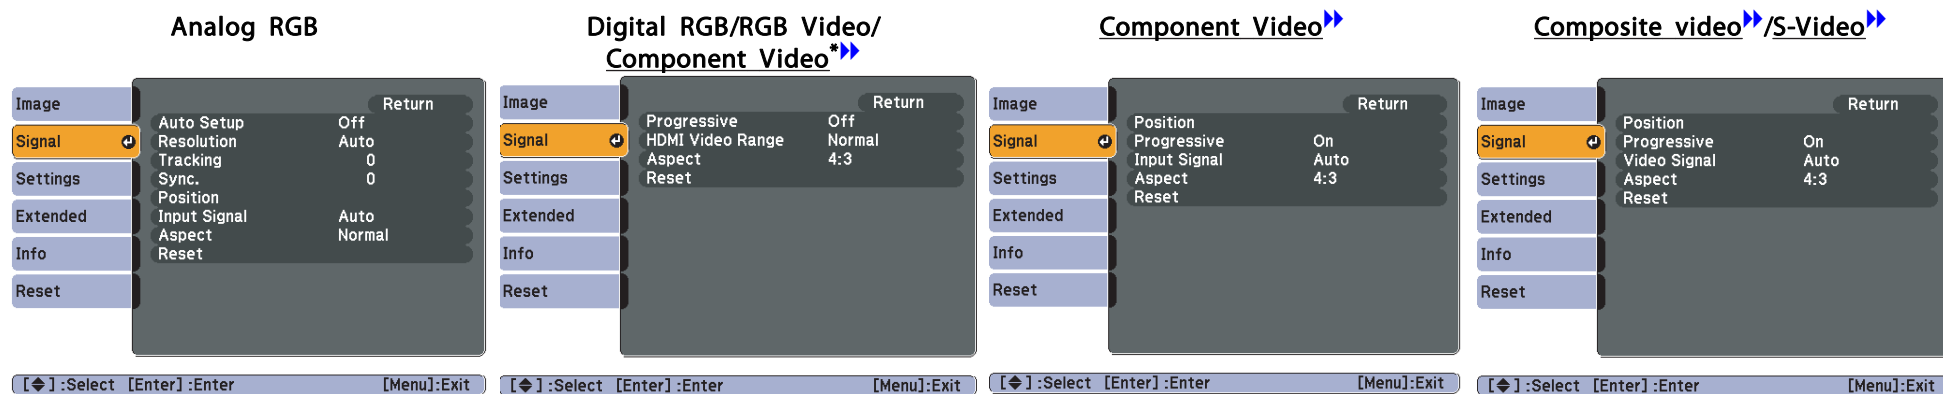 Analog RGB
Image
Signal
Settings
Extended
Info
Reset
Return
Auto Setup Off
Resolution Auto
Tracking 0
Sync. 0
Position
Input Signal Auto
Aspect Normal
Reset
[◆] :Select [Enter] :Enter [Menu]:Exit
Digital RGB/RGB Video/
Component Video*
Image
Signal
Settings
Extended
Info
Reset
Return
Progressive Off
HDMI Video Range Normal
Aspect 4:3
Reset
[◆] :Select [Enter] :Enter [Menu]:Exit
Component Video
Image
Signal
Settings
Extended
Info
Reset
Return
Position
Progressive On
Input Signal Auto
Aspect 4:3
Reset
[◆] :Select [Enter] :Enter [Menu]:Exit
Composite video/S-Video
Image
Signal
Settings
Extended
Info
Reset
Return
Position
Progressive On
Video Signal Auto
Aspect 4:3
Reset
[◆] :Select [Enter] :Enter [Menu]:Exit